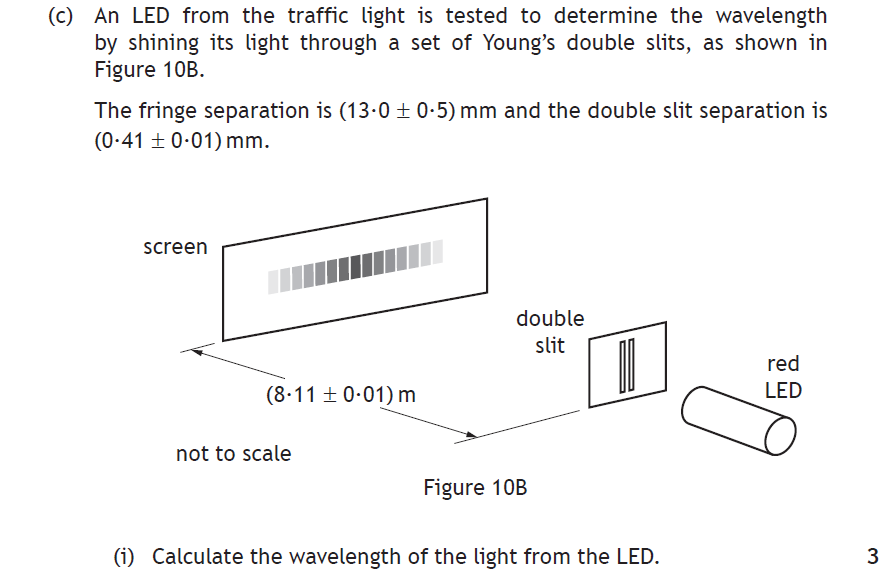 (c) An LED from the traffic light is tested to determine the wavelength
by shining its light through a set of Young’s double slits, as shown in
Figure 10B.
The fringe separation is (13·0 ± 0·5) mm and the double slit separation is
(0·41 ± 0·01) mm.
screen
double
slit
red
LED
(8·11 ± 0·01) m
not to scale
Figure 10B
(i) Calculate the wavelength of the light from the LED. 3